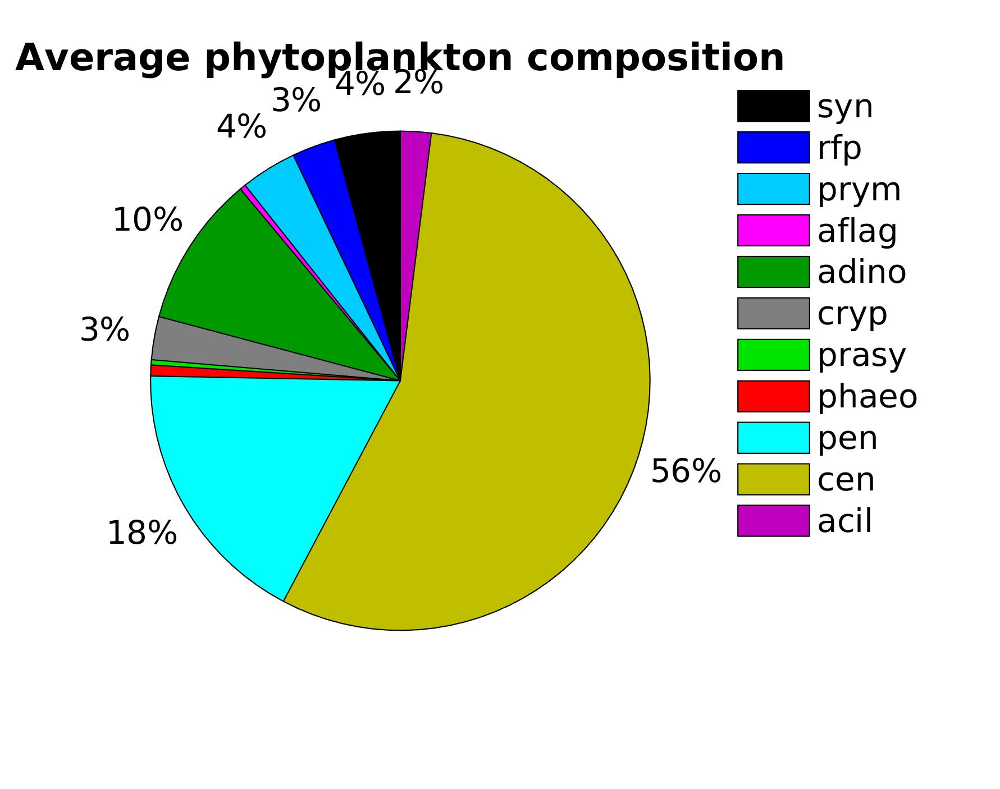 Average phytoplankton composition
4% 2%
3%
4%
10%
3%
18%
56%
syn
rfp
prym
aflag
adino
cryp
prasy
phaeo
pen
cen
acil